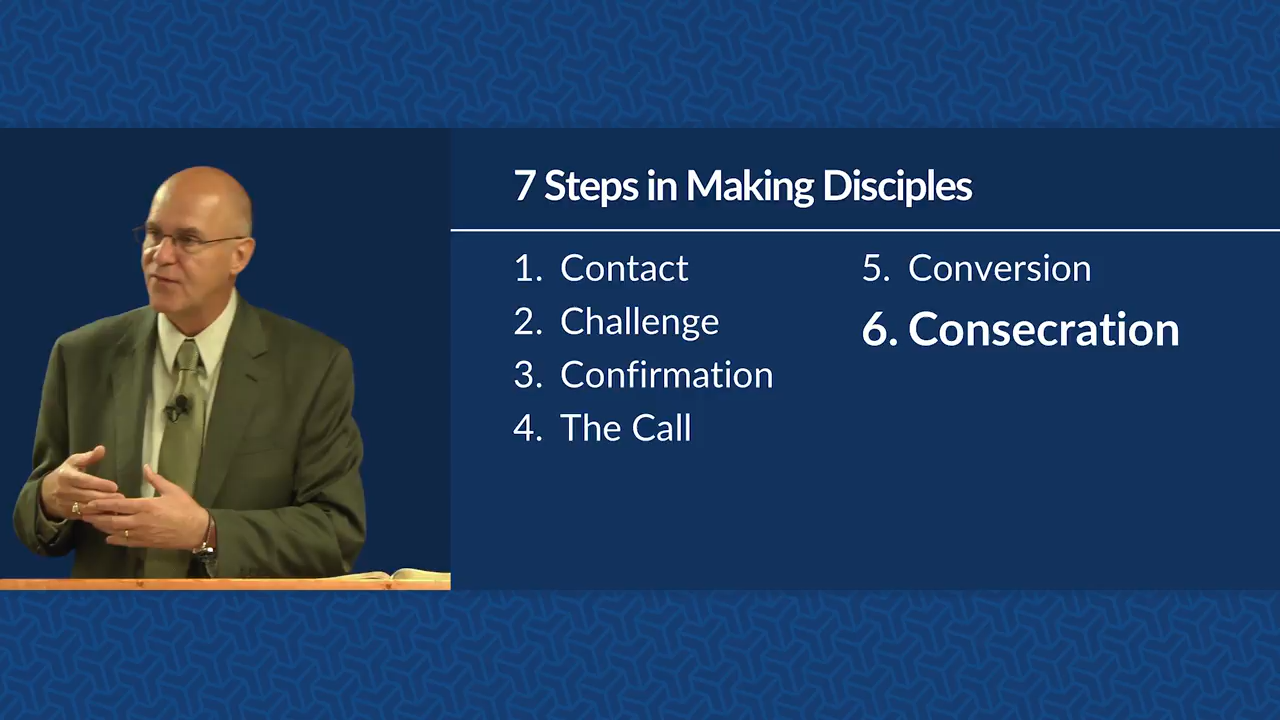 7 Steps in Making Disciples
1. Contact
2. Challenge
3. Confirmation
4. The Call
5. Conversion
6. Consecration